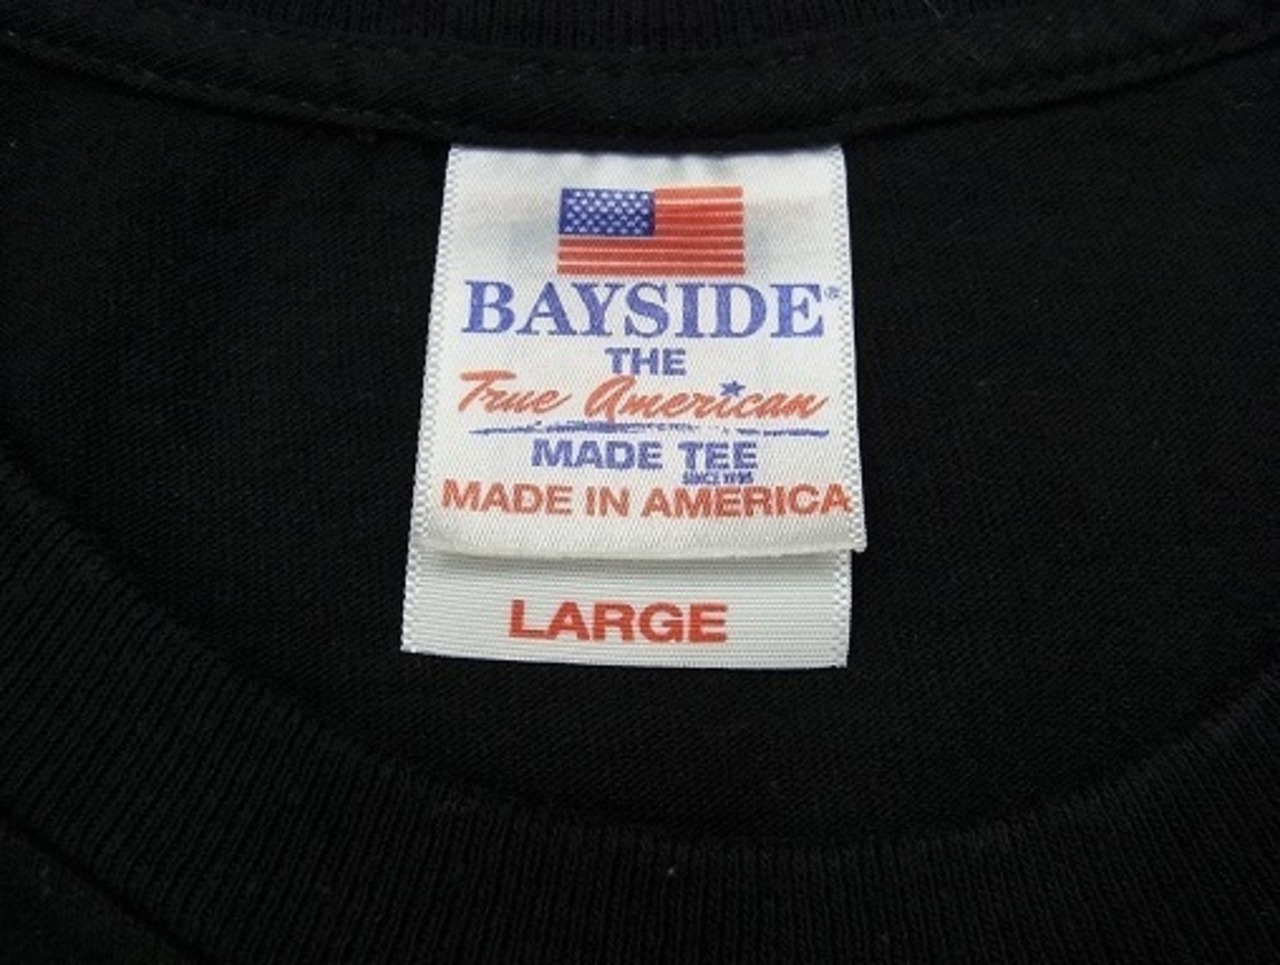 BAYSIDE®
THE
True American
MADE TEE
MADE IN AMERICA
LARGE